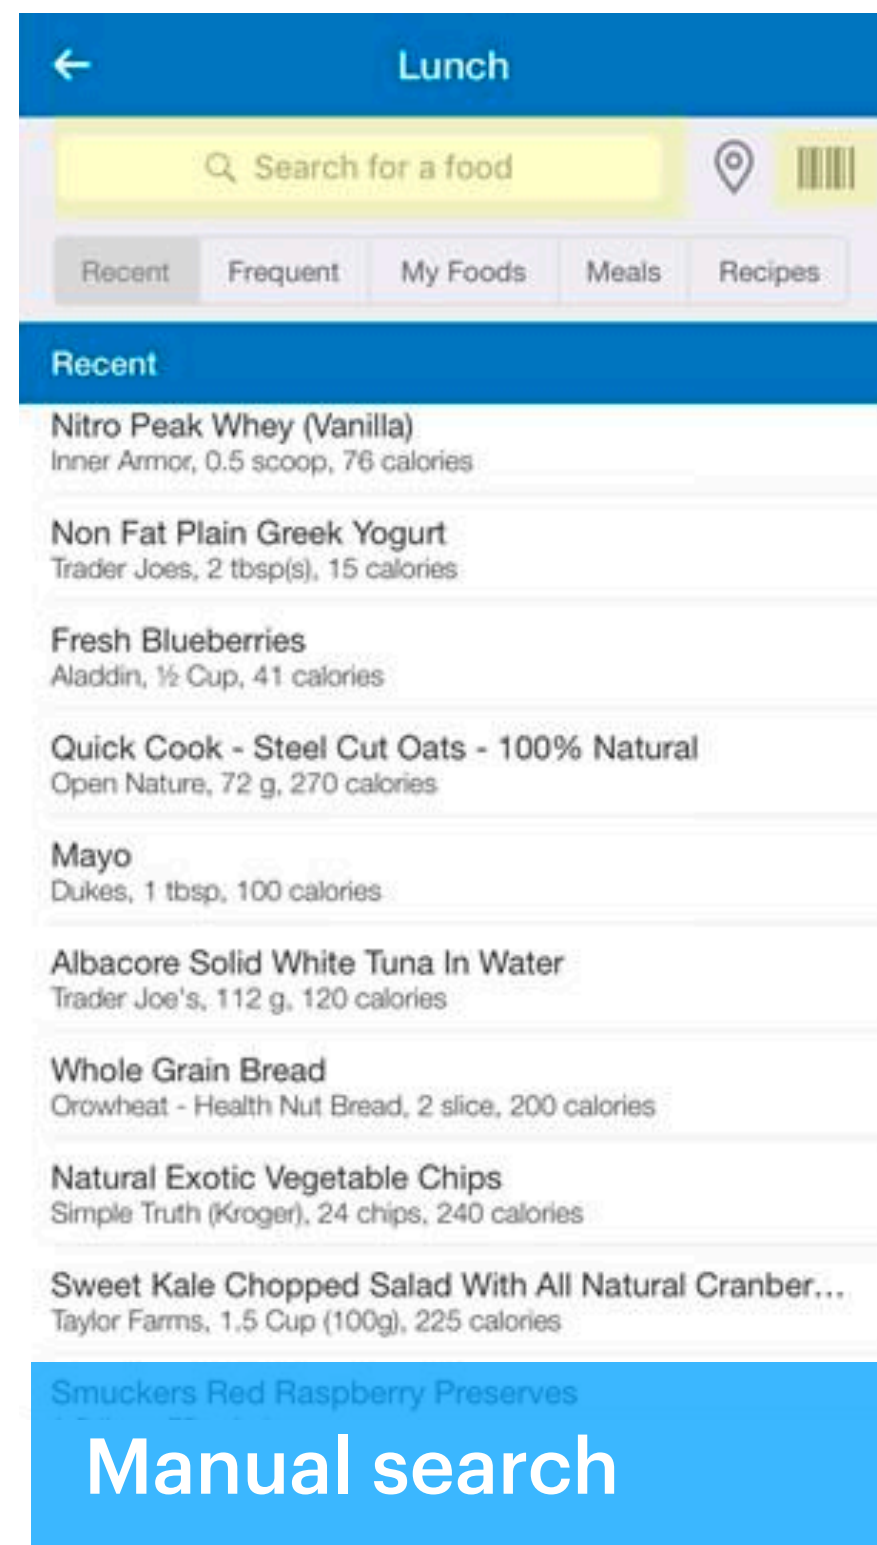 Lunch
Search for a food
Recent Frequent My Foods Meals Recipes
Recent
Nitro Peak Whey (Vanilla)
Inner Armor, 0.5 scoop, 76 calories
Non Fat Plain Greek Yogurt
Trader Joes, 2 tbsp(s), 15 calories
Fresh Blueberries
Aladdin, ½ Cup, 41 calories
Quick Cook - Steel Cut Oats - 100% Natural
Open Nature, 72 g, 270 calories
Mayo
Dukes, 1 tbsp, 100 calories
Albacore Solid White Tuna In Water
Trader Joe's, 112 g, 120 calories
Whole Grain Bread
Orowheat - Health Nut Bread, 2 slice, 200 calories
Natural Exotic Vegetable Chips
Simple Truth (Kroger), 24 chips, 240 calories
Sweet Kale Chopped Salad With All Natural Cranber...
Taylor Farms, 1.5 Cup (100g), 225 calories
Smuckers Red Raspberry Preserves
Manual search